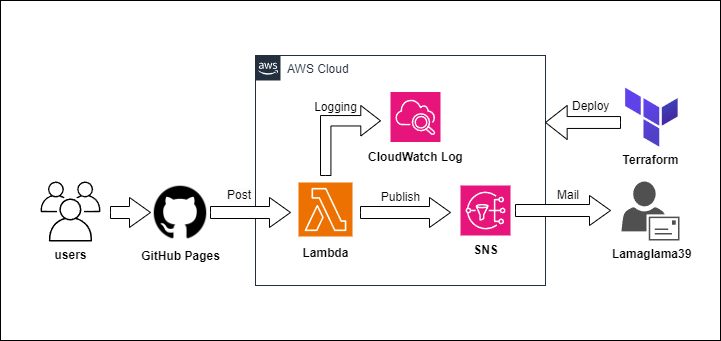 aws
AWS Cloud
Logging
CloudWatch Log
Deploy
Terraform
users
GitHub Pages
Post
Lambda
Publish
SNS
Mail
Lamaglama39